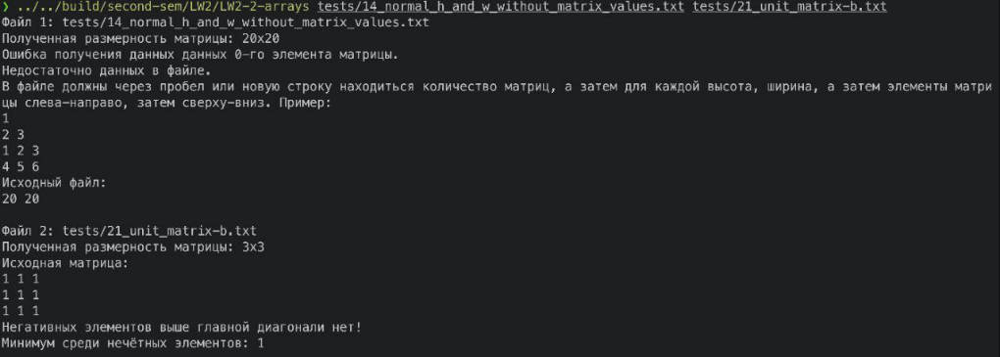 ❯ ../../build/second-sem/LW2/LW2-2-arrays tests/14_normal_h_and_w_without_matrix_values.txt tests/21_unit_matrix-b.txt
Файл 1: tests/14_normal_h_and_w_without_matrix_values.txt
Полученная размерность матрицы: 20x20
Ошибка получения данных данных 0-го элемента матрицы.
Недостаточно данных в файле.
В файле должны через пробел или новую строку находиться количество матриц, а затем для каждой высота, ширина, а затем элементы матри
цы слева-направо, затем сверху-вниз. Пример:
1
2 3
1 2 3
4 5 6
Исходный файл:
20 20

Файл 2: tests/21_unit_matrix-b.txt
Полученная размерность матрицы: 3x3
Исходная матрица:
1 1 1
1 1 1
1 1 1
Негативных элементов выше главной диагонали нет!
Минимум среди нечётных элементов: 1